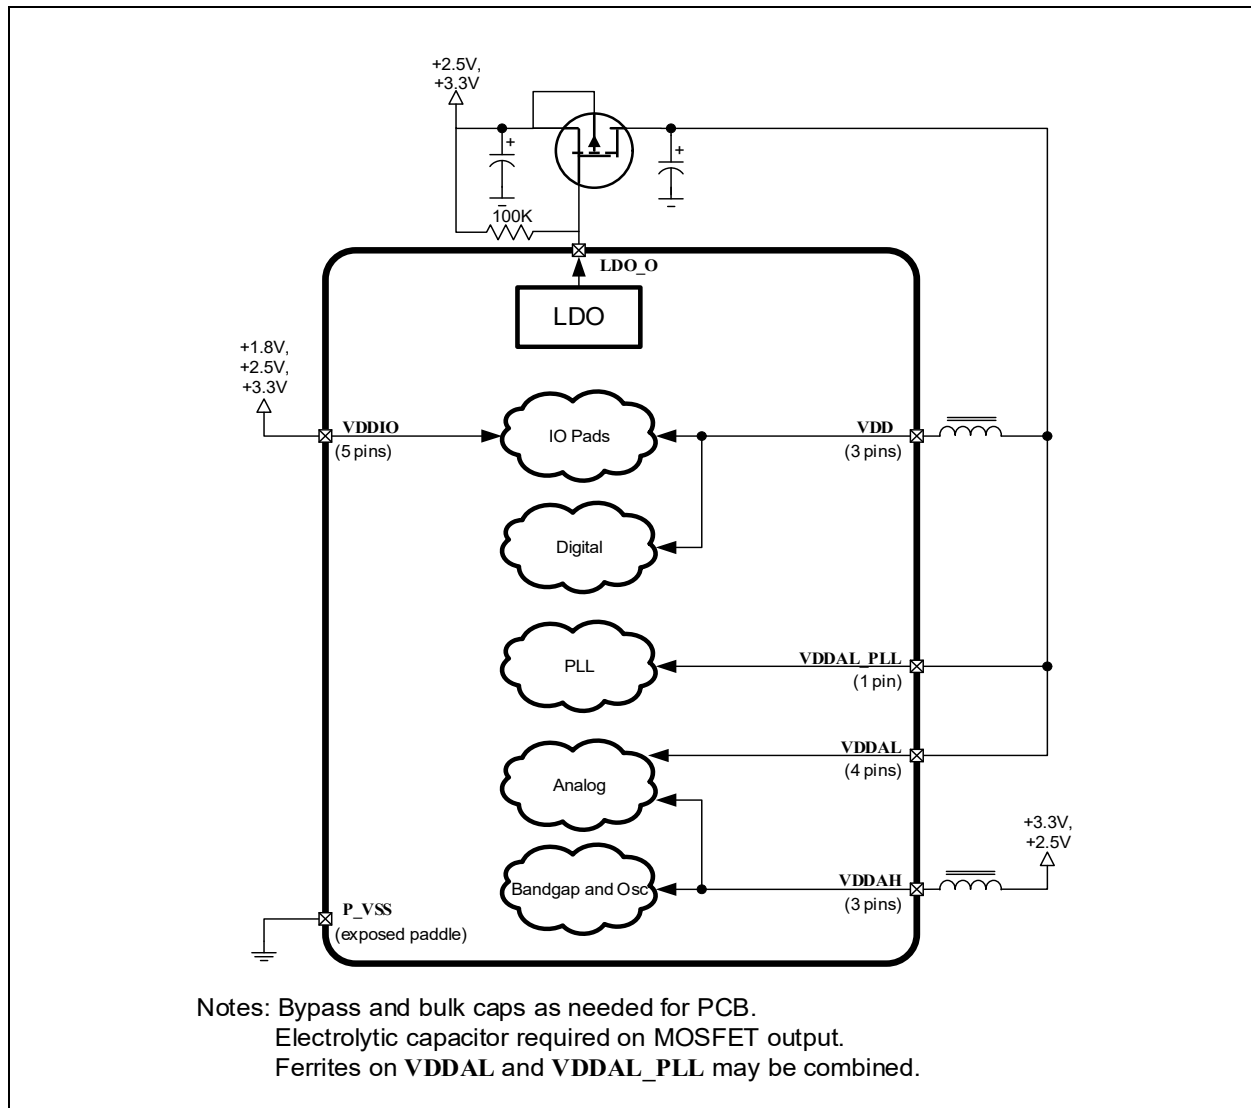 +2.5V,
+3.3V
+
+
100K
LDO_O
LDO
+1.8V,
+2.5V,
+3.3V
VDDIO
(5 pins)
IO Pads
VDD
(3 pins)
Digital
PLL
VDDAL_PLL
(1 pin)
VDDAL
(4 pins)
Analog
+3.3V,
+2.5V
Bandgap and Osc
VDDAH
(3 pins)
P_VSS
(exposed paddle)
Notes: Bypass and bulk caps as needed for PCB.
Electrolytic capacitor required on MOSFET output.
Ferrites on VDDAL and VDDAL_PLL may be combined.